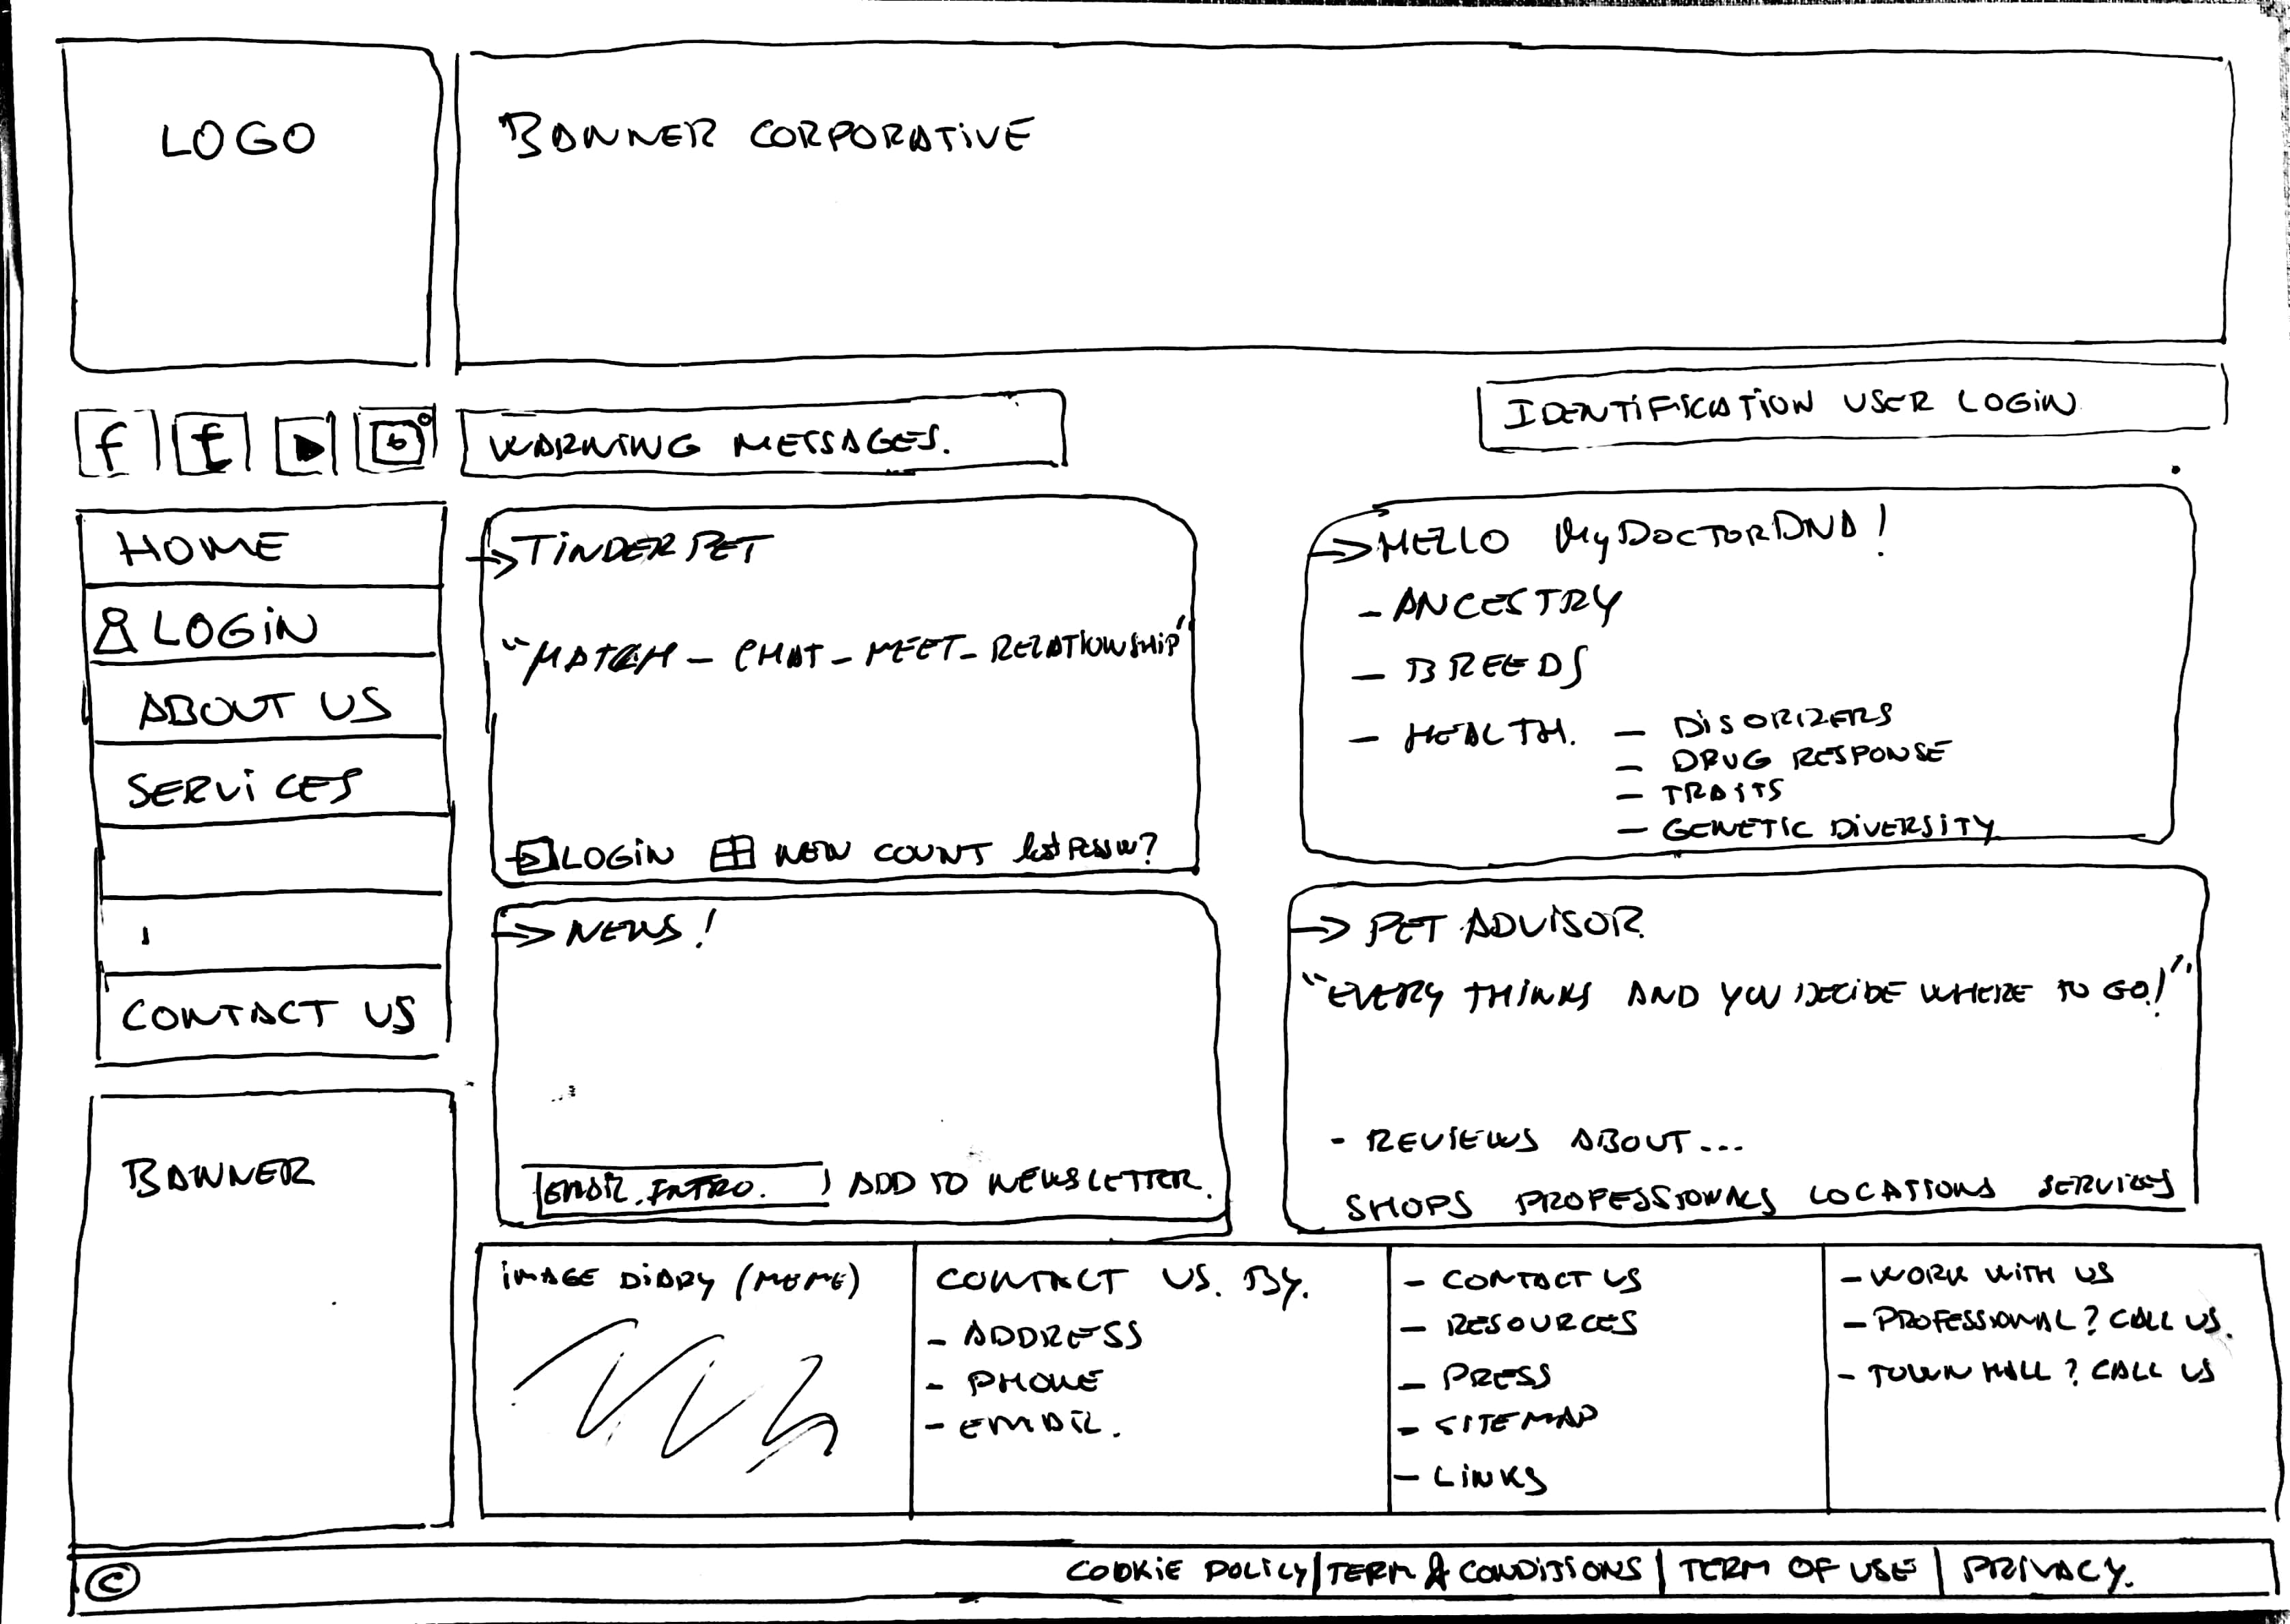 LOGO
BANNER CORPORATIVE
f t
WARNING MESSAGES.
IDENTIFICATION USER LOGIN
HOME
LOGIN
ABOUT US
SERVICES
CONTACT US
BANNER
TINDER PET
"MATCH - CHAT - MEET - RELATIONSHIP"
LOGIN NEW COUNT lost PASSW?
HELLO MyDOCTORDNA!
- ANCESTRY
- BREEDS
- HEALTH. - DISORIZERS
- DRUG RESPONSE
- TRAITS
- GENETIC DIVERSITY
NEWS!
EMAIL INTRO. ADD TO NEWSLETTER.
PET ADVISOR
"EVERY THINKS AND YOU DECIDE WHERE TO GO!"
- REVIEWS ABOUT...
SHOPS PROFESSIONALS LOCATIONS SERVICES
IMAGE DIARY (MEME)
CONTACT US. BY.
- ADDRESS
- PHONE
- EMAIL.
- CONTACT US
- RESOURCES
- PRESS
- SITEMAP
- LINKS
- WORK WITH US
- PROFESSIONAL? CALL US.
- TOWN HALL? CALL US
© COOKIE POLICY | TERM & CONDITIONS | TERM OF USE | PRIVACY.